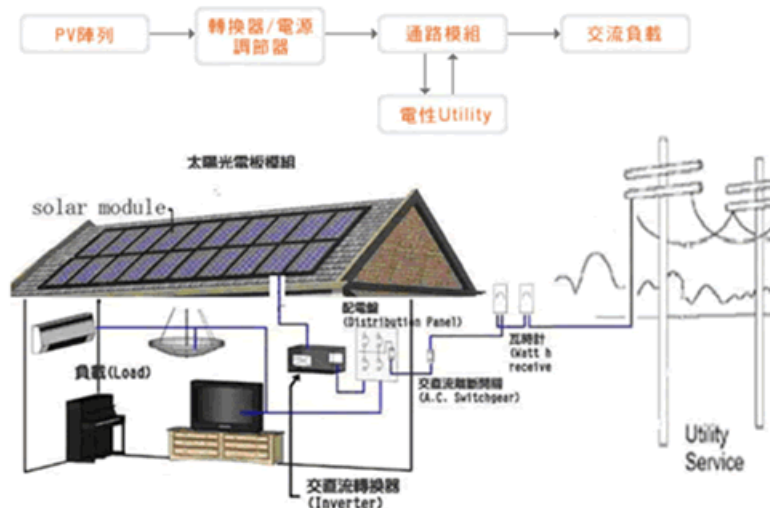 PV陣列
轉換器/電源
調節器
通路模組
交流負載
電性Utility
太陽光電板模組
solar module
配電盤
(Distribution Panel)
瓦時計
(Watt h
receive
負載(Load)
交直流離斷開關
(A.C. Switchgear)
交直流轉換器
(Inverter)
Utility
Service